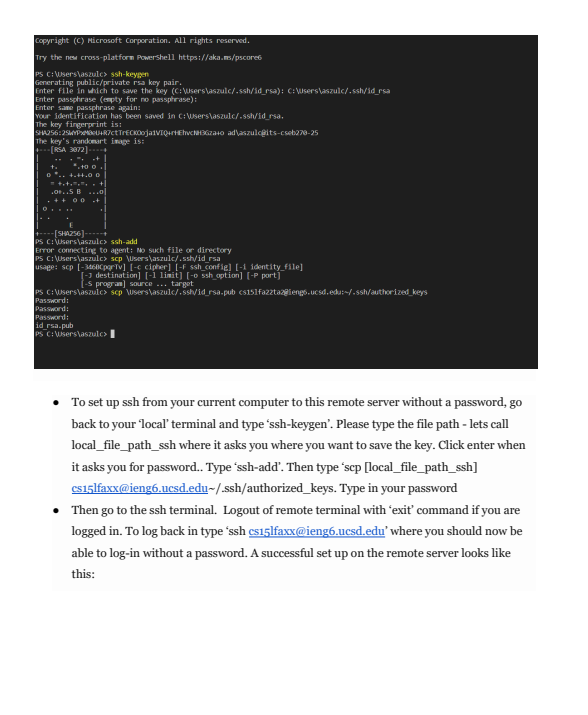 Copyright (C) Microsoft Corporation. All rights reserved.
Try the new cross-platform PowerShell https://aka.ms/pscore6
PS C:\Users\aszulc> ssh-keygen
Generating public/private rsa key pair.
Enter file in which to save the key (C:\Users\aszulc/.ssh/id_rsa): C:\Users\aszulc/.ssh/id_rsa
Enter passphrase (empty for no passphrase):
Enter same passphrase again:
Your identification has been saved in C:\Users\aszulc/.ssh/id_rsa.
The key fingerprint is:
ad\aszulc@its-cseb270-25
The key's randomart image is:
+---[RSA 3072]----+
+----[SHA256]-----+
PS C:\Users\aszulc> ssh-add
Error connecting to agent: No such file or directory
PS C:\Users\aszulc> scp \Users\aszulc/.ssh/id_rsa
usage: scp [-346BCpqrTv] [-c cipher] [-F ssh_config] [-i identity_file]
[-J destination] [-l limit] [-o ssh_option] [-P port]
[-S program] source ... target
PS C:\Users\aszulc> scp \Users\aszulc/.ssh/id_rsa.pub cs15lfa22ta2@ieng6.ucsd.edu:~/.ssh/authorized_keys
Password:
Password:
Password:
id_rsa.pub
PS C:\Users\aszulc>
● To set up ssh from your current computer to this remote server without a password, go
back to your ‘local’ terminal and type ‘ssh-keygen’. Please type the file path - lets call
local_file_path_ssh where it asks you where you want to save the key. Click enter when
it asks you for password.. Type ‘ssh-add’. Then type ‘scp [local_file_path_ssh]
cs15lfaxx@ieng6.ucsd.edu~/.ssh/authorized_keys. Type in your password
● Then go to the ssh terminal. Logout of remote terminal with ‘exit’ command if you are
logged in. To log back in type ‘ssh cs15lfaxx@ieng6.ucsd.edu’ where you should now be
able to log-in without a password. A successful set up on the remote server looks like
this: